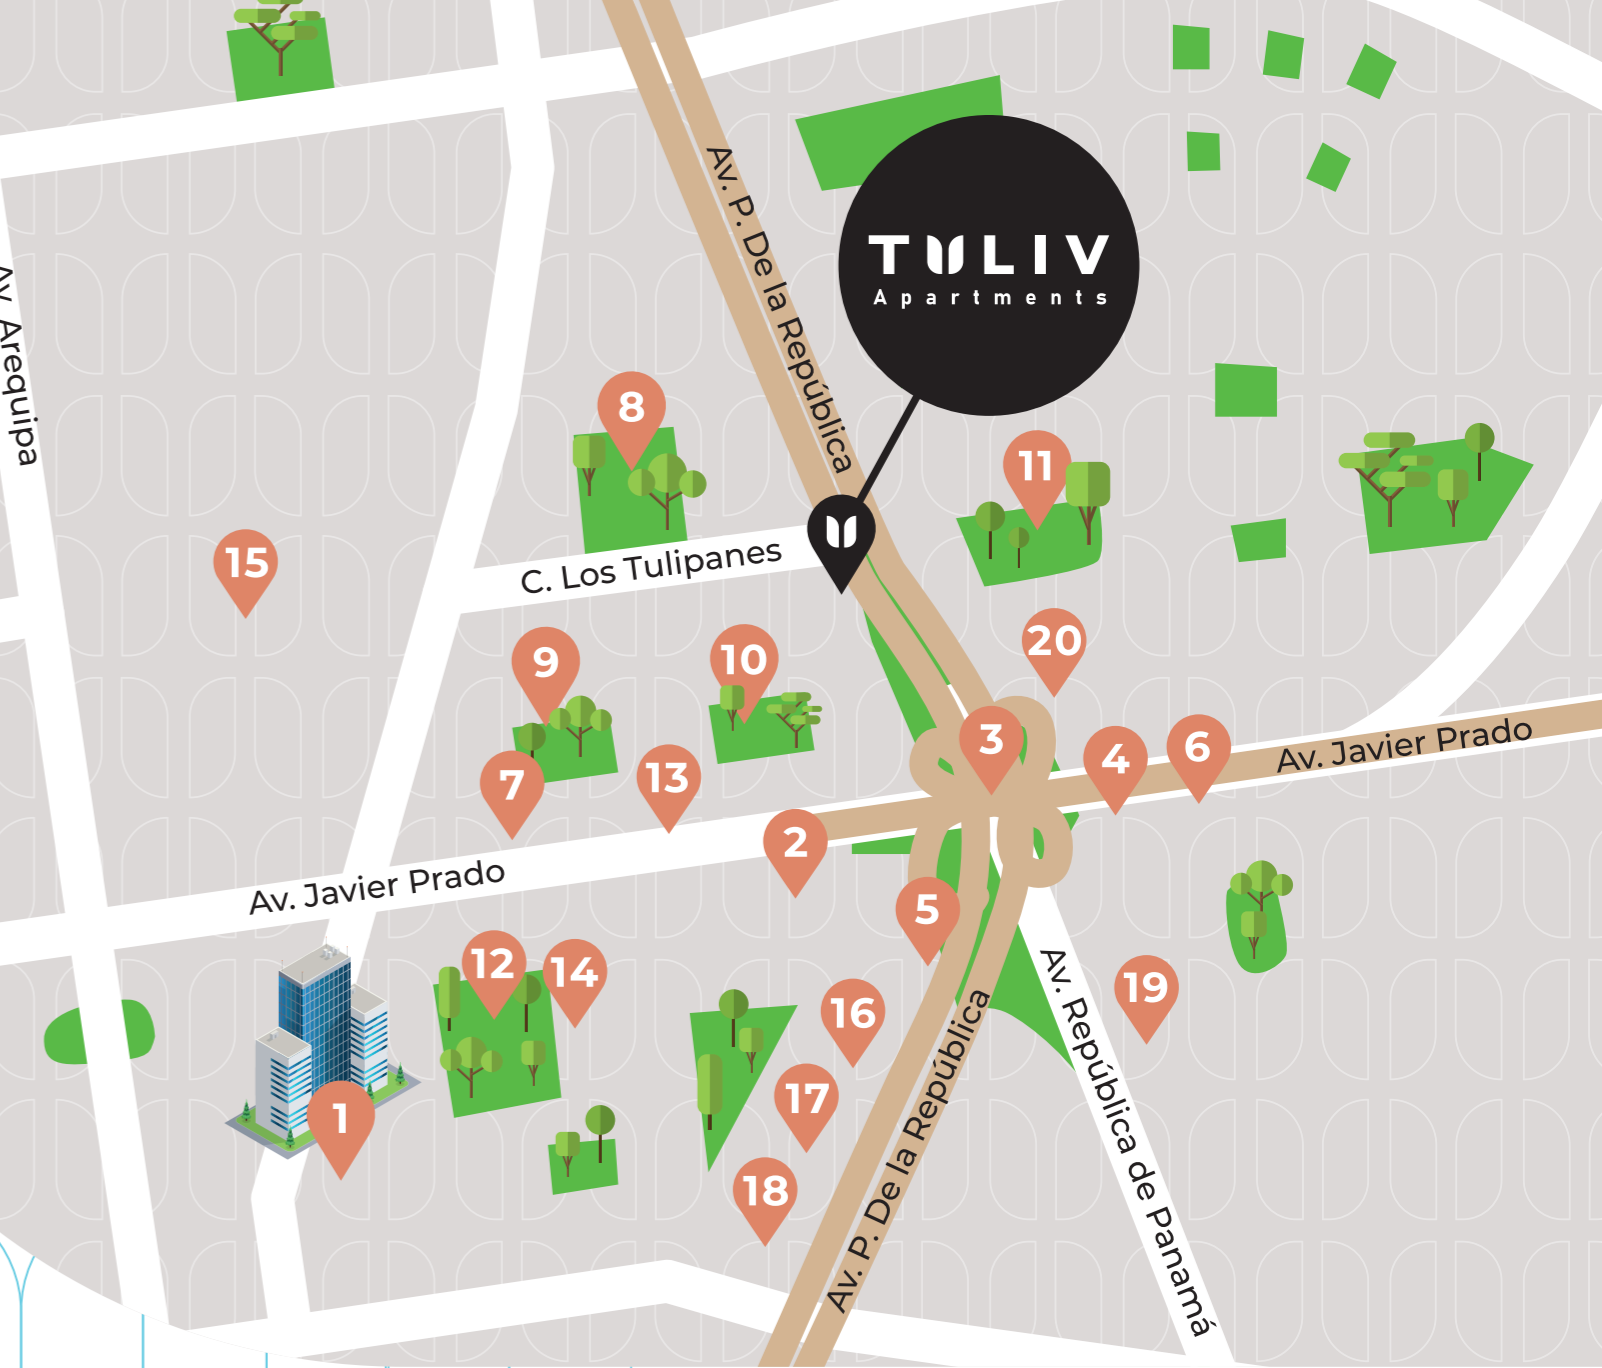 TULIV
Apartments
Av. P. De la República
Av. Arequipa
8
11
15
C. Los Tulipanes
9
10
20
3
7
13
4
6
Av. Javier Prado
2
Av. Javier Prado
5
12
14
16
19
1
17
18
Av. P. De la República
Av. República de Panamá